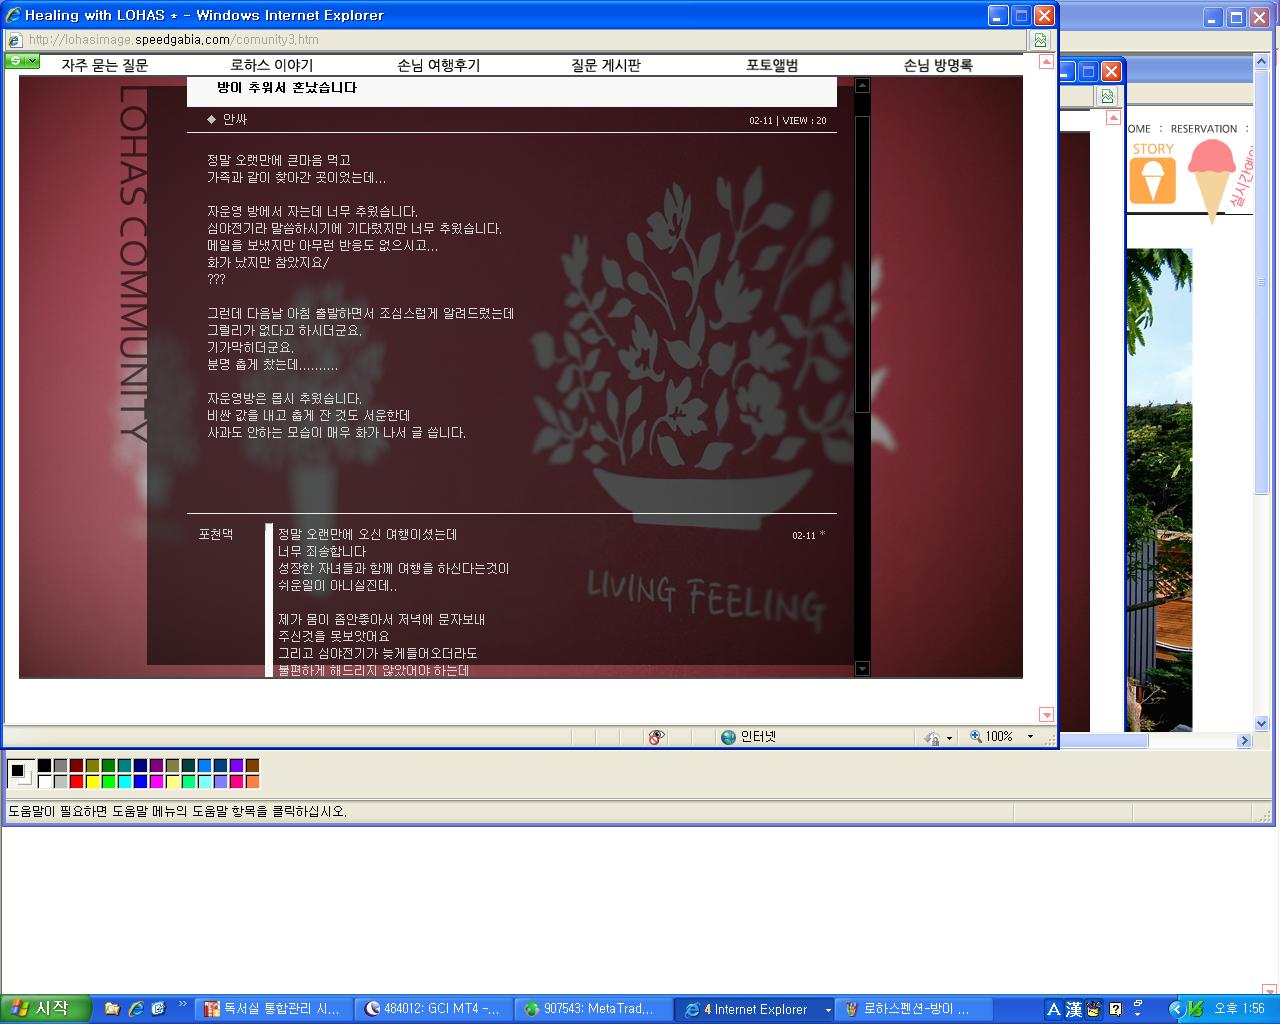 Healing with LOHAS * - Windows Internet Explorer
http://lohasimage.speedgabia.com/comunity3.htm
자주 묻는 질문
로하스 이야기
손님 여행후기
질문 게시판
포토앨범
손님 방명록
LOHAS COMMUNITY
방이 추워서 혼났습니다
◆ 안싸
02-11 | VIEW : 20
정말 오랫만에 큰마음 먹고
가족과 같이 찾아간 곳이었는데...
자운영 방에서 자는데 너무 추웠습니다.
심야전기라 말씀하시기에 기다렸지만 너무 추웠습니다.
메일을 보냈지만 아무런 반응도 없으시고...
화가 났지만 참았지요/
???
그런데 다음날 아침 출발하면서 조심스럽게 알려드렸는데
그럴리가 없다고 하시더군요.
기가막히더군요.
분명 춥게 잤는데..........
자운영방은 몹시 추웠습니다.
비싼 값을 내고 춥게 잔 것도 서운한데
사과도 안하는 모습이 매우 화가 나서 글 씁니다.
포천댁
02-11 *
정말 오랜만에 오신 여행이셨는데
너무 죄송합니다
성장한 자녀들과 함께 여행을 하신다는것이
쉬운일이 아니실진데..
제가 몸이 좀안좋아서 저녁에 문자보내
주신것을 못보앗어요
그리고 심야전기가 늦게들어오더라도
불편하게 해드리지 않았어야 하는데
LIVING FEELING
OME : RESERVATION :
STORY
실시간예
인터넷
100%
도움말이 필요하면 도움말 메뉴의 도움말 항목을 클릭하십시오.
시작
독서실 통합관리 시...
484012: GCI MT4 -...
907543: MetaTrad...
4 Internet Explorer
로하스펜션-방이 ...
A 漢
오후 1:56